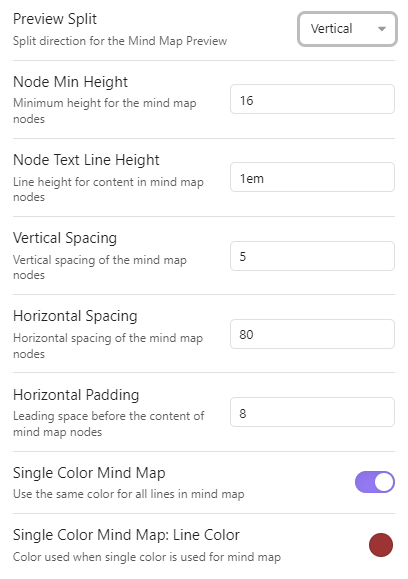 Preview Split
Vertical
Split direction for the Mind Map Preview
Node Min Height
Minimum height for the mind map
nodes
16
Node Text Line Height
Line height for content in mind map
nodes
1em
Vertical Spacing
Vertical spacing of the mind map
nodes
5
Horizontal Spacing
Horizontal spacing of the mind map
nodes
80
Horizontal Padding
Leading space before the content of
mind map nodes
8
Single Color Mind Map
Use the same color for all lines in mind map
Single Color Mind Map: Line Color
Color used when single color is used for mind map